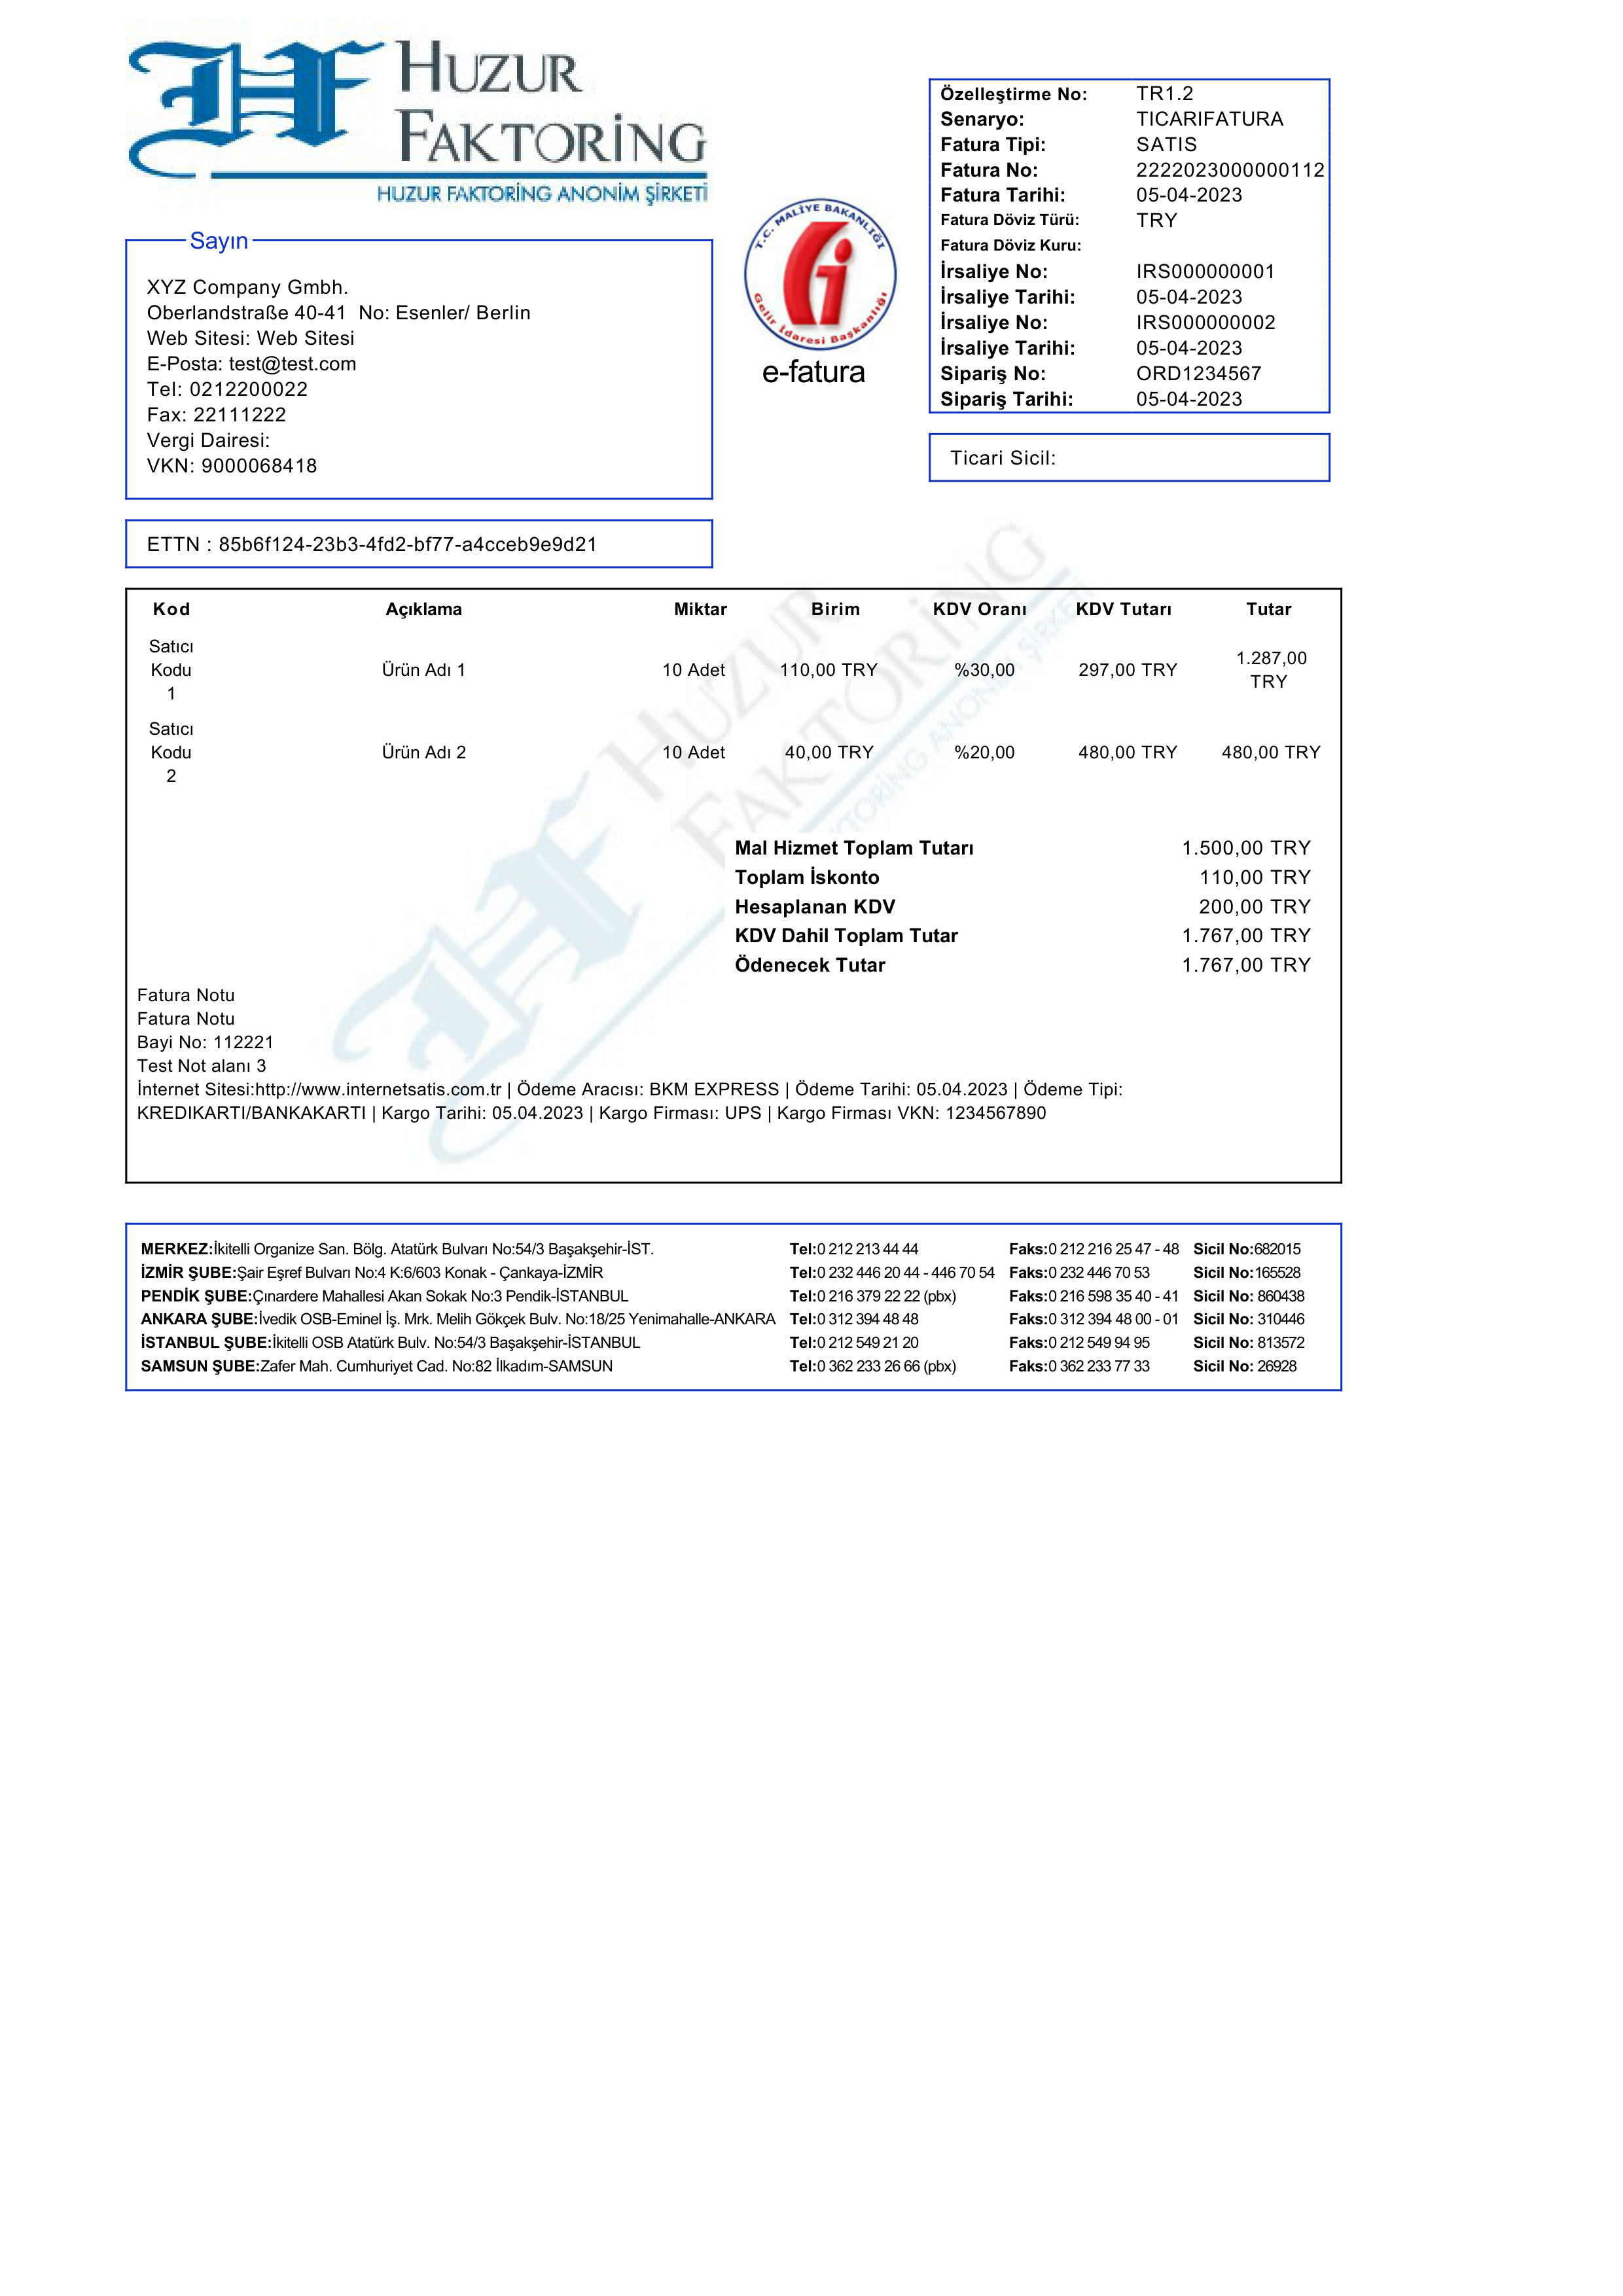 HUZUR
FAKTORİNG
HUZUR FAKTORİNG ANONİM ŞİRKETİ
Sayın
XYZ Company Gmbh.
Oberlandstraße 40-41  No: Esenler/ Berlin
Web Sitesi: Web Sitesi
E-Posta: test@test.com
Tel: 0212200022
Fax: 22111222
Vergi Dairesi:
VKN: 9000068418
T.C. MALİYE BAKANLIĞI
Gelir İdaresi Başkanlığı
e-fatura
Özelleştirme No: TR1.2
Senaryo: TICARIFATURA
Fatura Tipi: SATIS
Fatura No: 2222023000000112
Fatura Tarihi: 05-04-2023
Fatura Döviz Türü: TRY
Fatura Döviz Kuru:
İrsaliye No: IRS000000001
İrsaliye Tarihi: 05-04-2023
İrsaliye No: IRS000000002
İrsaliye Tarihi: 05-04-2023
Sipariş No: ORD1234567
Sipariş Tarihi: 05-04-2023
Ticari Sicil:
ETTN : 85b6f124-23b3-4fd2-bf77-a4cceb9e9d21
Kod Açıklama Miktar Birim KDV Oranı KDV Tutarı Tutar
Satıcı
Kodu
1
Ürün Adı 1 10 Adet 110,00 TRY %30,00 297,00 TRY 1.287,00
TRY
Satıcı
Kodu
2
Ürün Adı 2 10 Adet 40,00 TRY %20,00 480,00 TRY 480,00 TRY
HUZUR
FAKTORİNG
KTORİNG ANONİM ŞİRKETİ
Mal Hizmet Toplam Tutarı 1.500,00 TRY
Toplam İskonto 110,00 TRY
Hesaplanan KDV 200,00 TRY
KDV Dahil Toplam Tutar 1.767,00 TRY
Ödenecek Tutar 1.767,00 TRY
Fatura Notu
Fatura Notu
Bayi No: 112221
Test Not alanı 3
İnternet Sitesi:http://www.internetsatis.com.tr | Ödeme Aracısı: BKM EXPRESS | Ödeme Tarihi: 05.04.2023 | Ödeme Tipi:
KREDIKARTI/BANKAKARTI | Kargo Tarihi: 05.04.2023 | Kargo Firması: UPS | Kargo Firması VKN: 1234567890
MERKEZ:İkitelli Organize San. Bölg. Atatürk Bulvarı No:54/3 Başakşehir-İST. Tel:0 212 213 44 44 Faks:0 212 216 25 47 - 48 Sicil No:682015
İZMİR ŞUBE:Şair Eşref Bulvarı No:4 K:6/603 Konak - Çankaya-İZMİR Tel:0 232 446 20 44 - 446 70 54 Faks:0 232 446 70 53 Sicil No:165528
PENDİK ŞUBE:Çınardere Mahallesi Akan Sokak No:3 Pendik-İSTANBUL Tel:0 216 379 22 22 (pbx) Faks:0 216 598 35 40 - 41 Sicil No: 860438
ANKARA ŞUBE:İvedik OSB-Eminel İş. Mrk. Melih Gökçek Bulv. No:18/25 Yenimahalle-ANKARA Tel:0 312 394 48 48 Faks:0 312 394 48 00 - 01 Sicil No: 310446
İSTANBUL ŞUBE:İkitelli OSB Atatürk Bulv. No:54/3 Başakşehir-İSTANBUL Tel:0 212 549 21 20 Faks:0 212 549 94 95 Sicil No: 813572
SAMSUN ŞUBE:Zafer Mah. Cumhuriyet Cad. No:82 İlkadım-SAMSUN Tel:0 362 233 26 66 (pbx) Faks:0 362 233 77 33 Sicil No: 26928